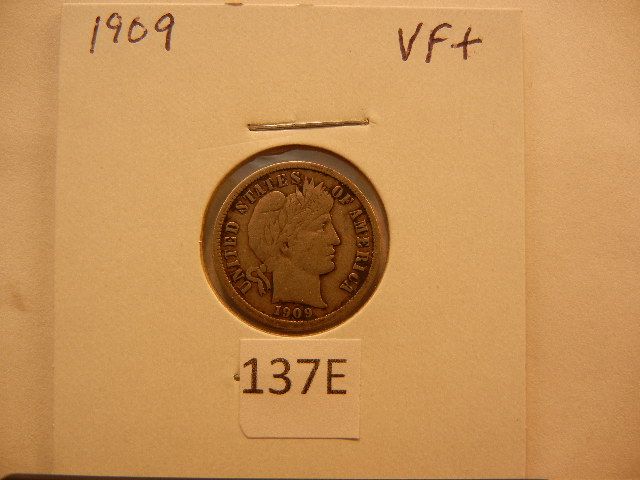 1909 VF+
UNITED STATES OF AMERICA
1909
137E